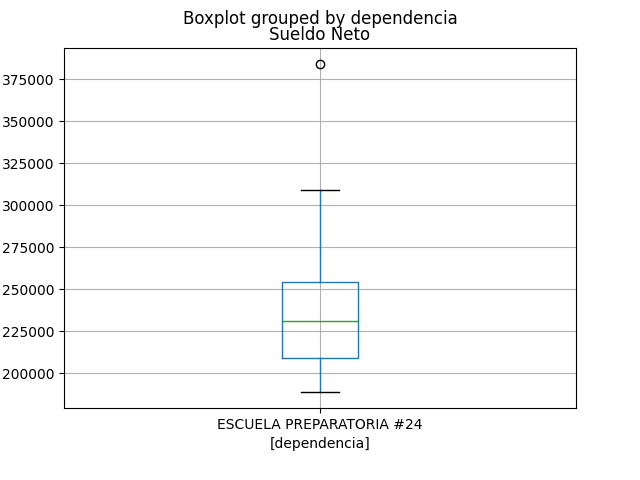 Boxplot grouped by dependencia
Sueldo Neto
375000
350000
325000
300000
275000
250000
225000
200000
ESCUELA PREPARATORIA #24
[dependencia]